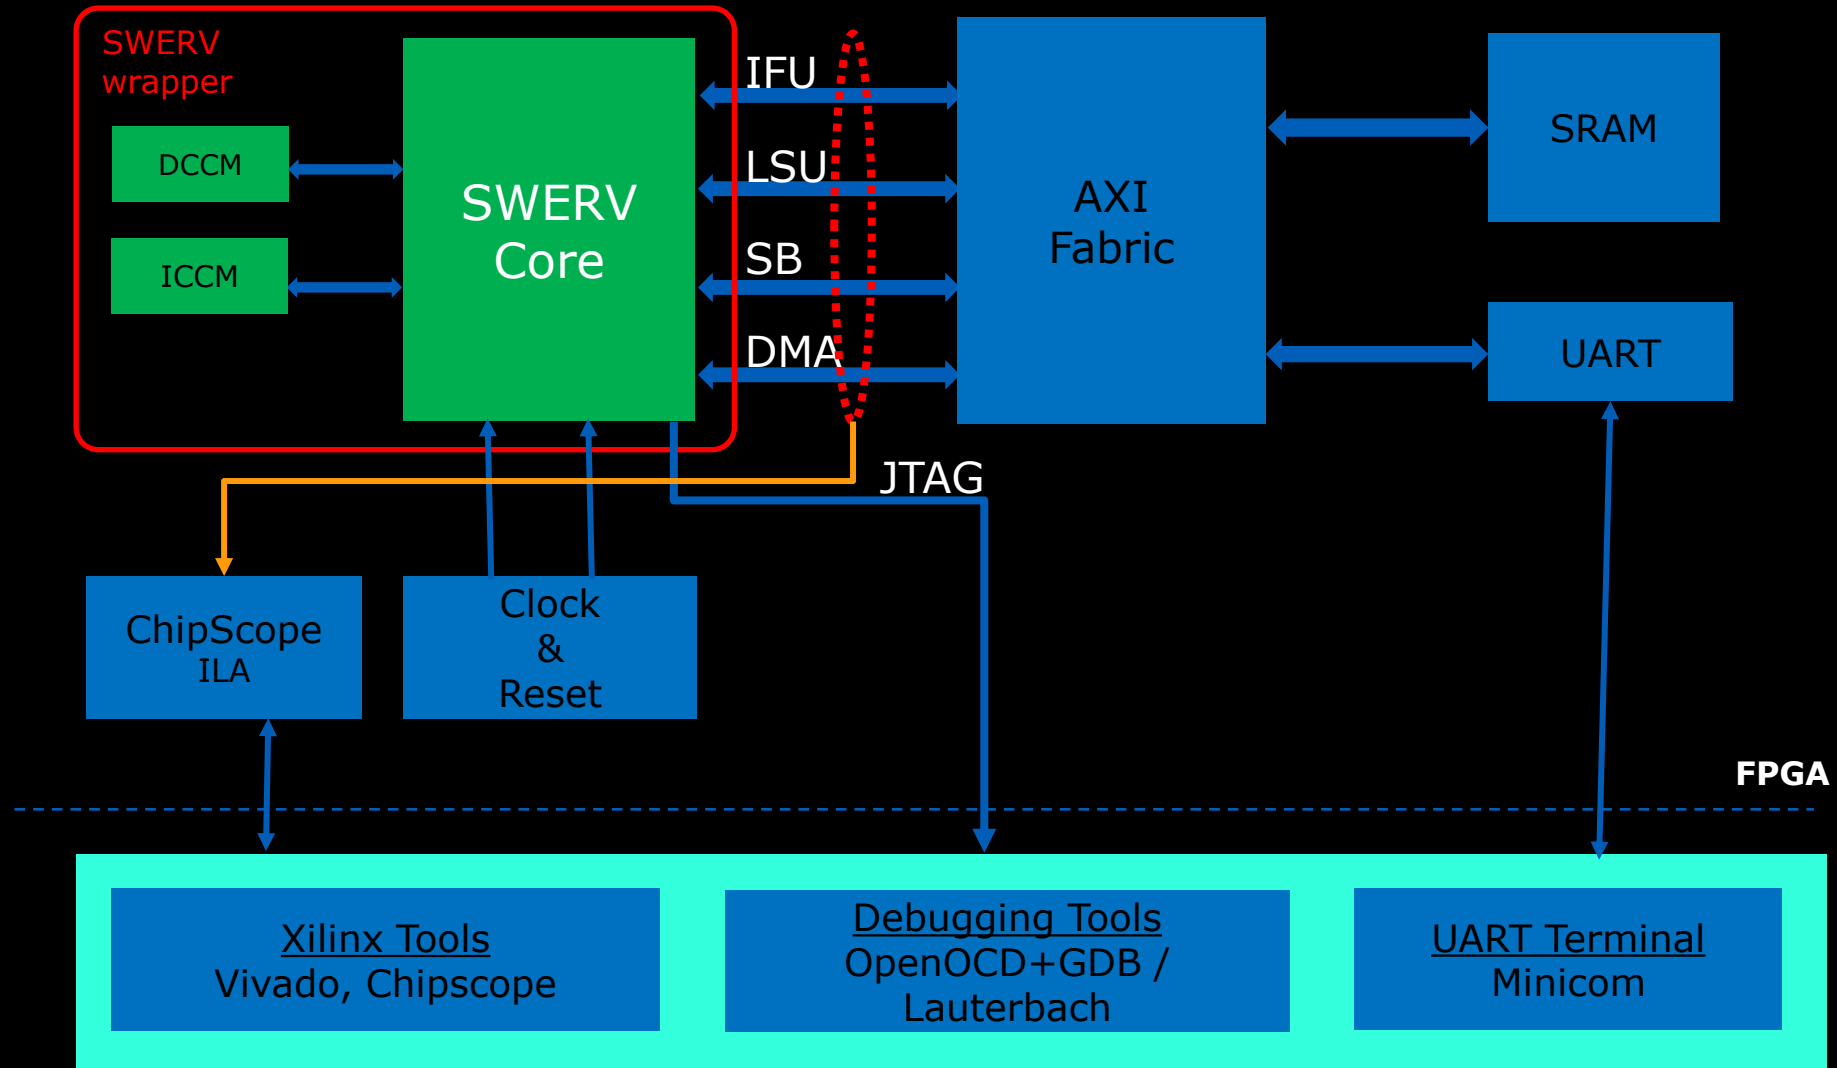 SWERV
wrapper
DCCM
ICCM
SWERV
Core
IFU
LSU
SB
DMA
AXI
Fabric
SRAM
UART
JTAG
ChipScope
ILA
Clock
&
Reset
FPGA
Xilinx Tools
Vivado, Chipscope
Debugging Tools
OpenOCD+GDB /
Lauterbach
UART Terminal
Minicom